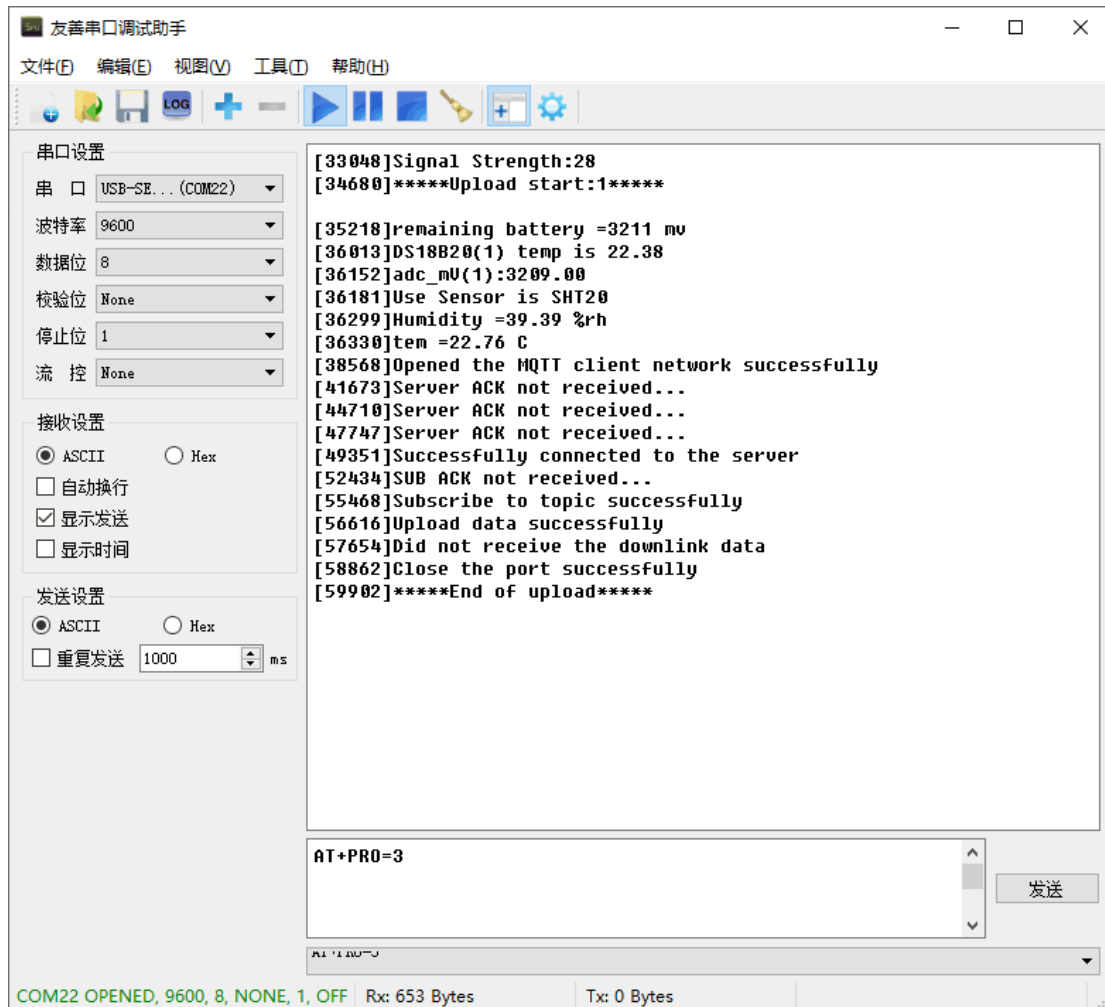 友善串口调试助手
文件(F) 编辑(E) 视图(V) 工具(T) 帮助(H)
LOG
串口设置
串 口 USB-SE...(COM22)
波特率 9600
数据位 8
校验位 None
停止位 1
流 控 None
接收设置
ASCII Hex
自动换行
显示发送
显示时间
发送设置
ASCII Hex
重复发送 1000 ms
[33048]Signal Strength:28
[34680]*****Upload start:1*****
[35218]remaining battery =3211 mv
[36013]DS18B20(1) temp is 22.38
[36152]adc_mV(1):3209.00
[36181]Use Sensor is SHT20
[36299]Humidity =39.39 %rh
[36330]tem =22.76 C
[38568]Opened the MQTT client network successfully
[41673]Server ACK not received...
[44710]Server ACK not received...
[47747]Server ACK not received...
[49351]Successfully connected to the server
[52434]SUB ACK not received...
[55468]Subscribe to topic successfully
[56616]Upload data successfully
[57654]Did not receive the downlink data
[58862]Close the port successfully
[59902]*****End of upload*****
AT+PRO=3
发送
COM22 OPENED, 9600, 8, NONE, 1, OFF Rx: 653 Bytes Tx: 0 Bytes